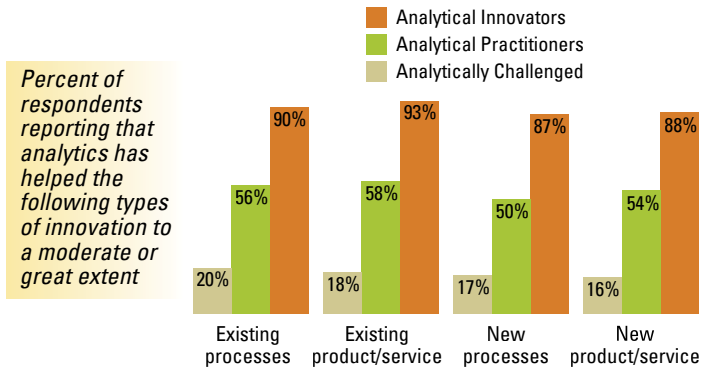 Analytical Innovators
Analytical Practitioners
Analytically Challenged
Percent of
respondents
reporting that
analytics has
helped the
following types
of innovation to
a moderate or
great extent
20%
56%
90%
18%
58%
93%
17%
50%
87%
16%
54%
88%
Existing
processes
Existing
product/service
New
processes
New
product/service